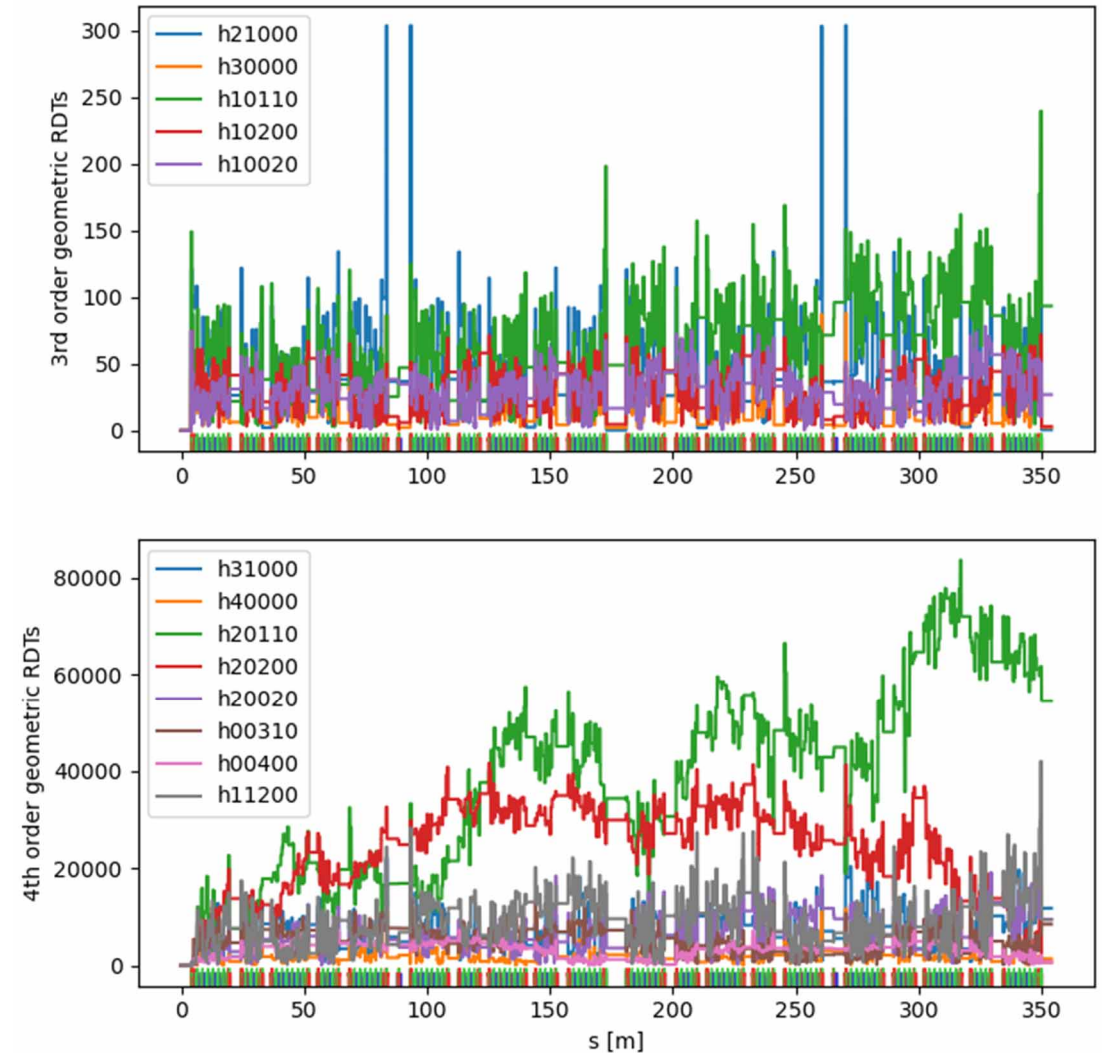 3rd order geometric RDTs
300
250
200
150
100
50
0
h21000
h30000
h10110
h10200
h10020
0 50 100 150 200 250 300 350
4th order geometric RDTs
80000
60000
40000
20000
0
h31000
h40000
h20110
h20200
h20020
h00310
h00400
h11200
0 50 100 150 200 250 300 350
s [m]